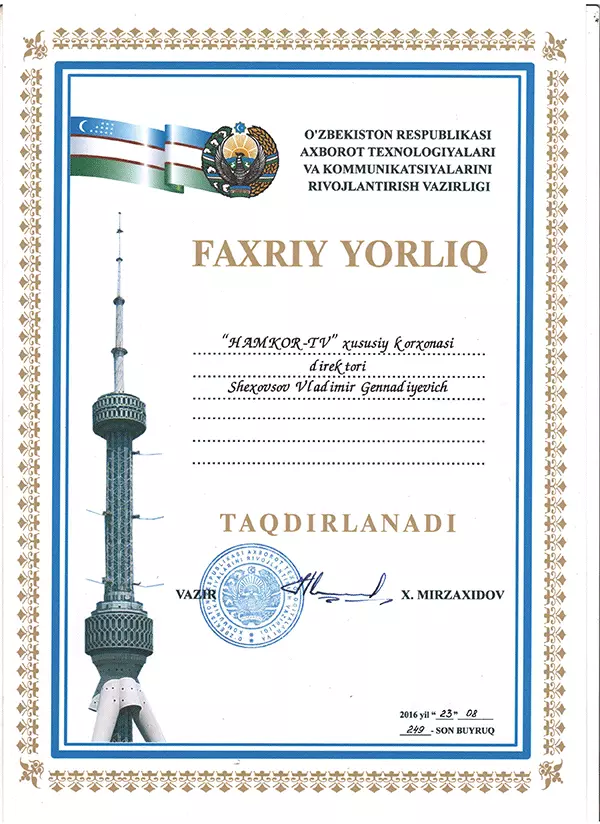 O'ZBEKISTON RESPUBLIKASI
AXBOROT TEXNOLOGIYALARI
VA KOMMUNIKATSIYALARINI
RIVOJLANTIRISH VAZIRLIGI
FAXRIY YORLIQ
"HAMKOR-TV" xususiy korxonasi
direktori
Shexovsov Vladimir Gennadiyevich
TAQDIRLANADI
VAZIR X. MIRZAXIDOV
2016 yil "23" 08
249 - SON BUYRUQ